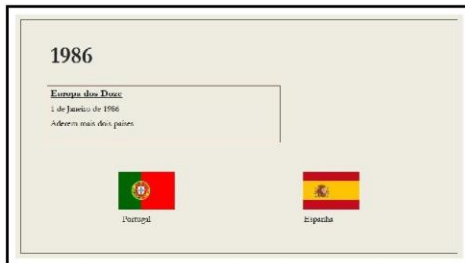 1986
Europa dos Doze
1 de Janeiro de 1986
Aderem mais dois países
Portugal
Espanha